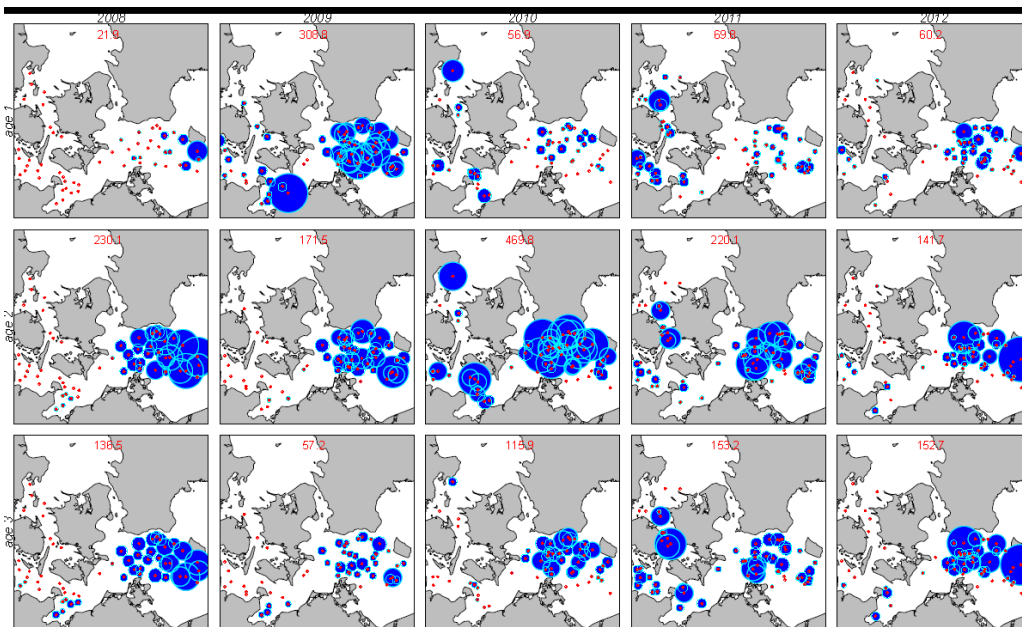 2008 2009 2010 2011 2012
21.3 306.8 56.9 69.8 60.2
age 1
230.1 171.5 469.8 220.1 141.7
age 2
136.5 57.2 115.9 153.2 152.7
age 3